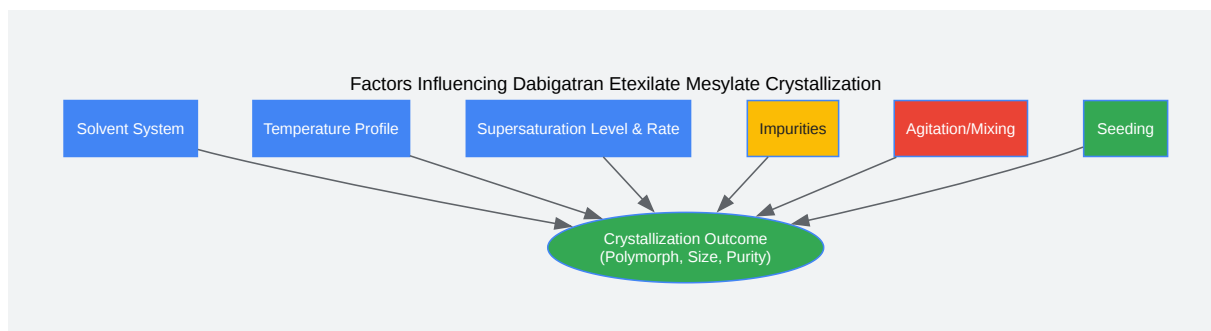 Factors Influencing Dabigatran Etexilate Mesylate Crystallization
Solvent System
Temperature Profile
Supersaturation Level & Rate
Impurities
Agitation/Mixing
Seeding
Crystallization Outcome
(Polymorph, Size, Purity)